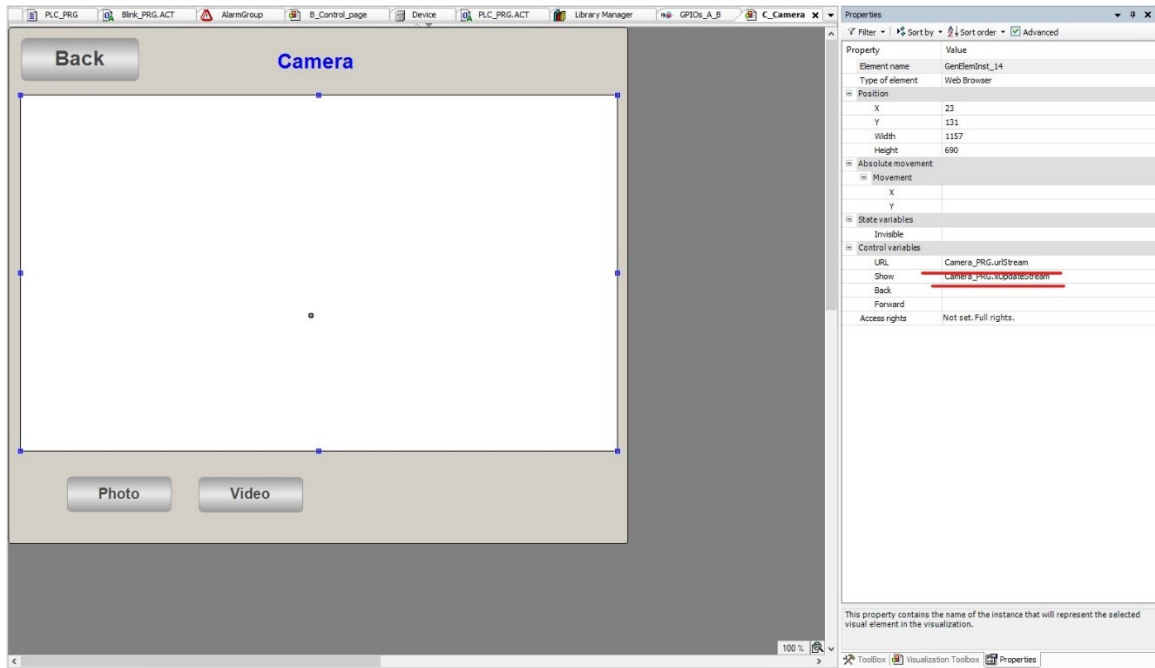 PLC_PRG Blink_PRG.ACT AlarmGroup B_Control_page Device PLC_PRG.ACT Library Manager GPIOs_A_B C_Camera X
Back
Camera
Photo
Video
100 %
Properties
Filter Sort by Sort order Advanced
Property Value
Element name GenElemInst_14
Type of element Web Browser
Position
X 23
Y 131
Width 1157
Height 690
Absolute movement
Movement
X
Y
State variables
Invisible
Control variables
URL Camera_PRG.urlStream
Show Camera_PRG.xUpdateStream
Back
Forward
Access rights Not set. Full rights.
This property contains the name of the instance that will represent the selected
visual element in the visualization.
ToolBox Visualization Toolbox Properties